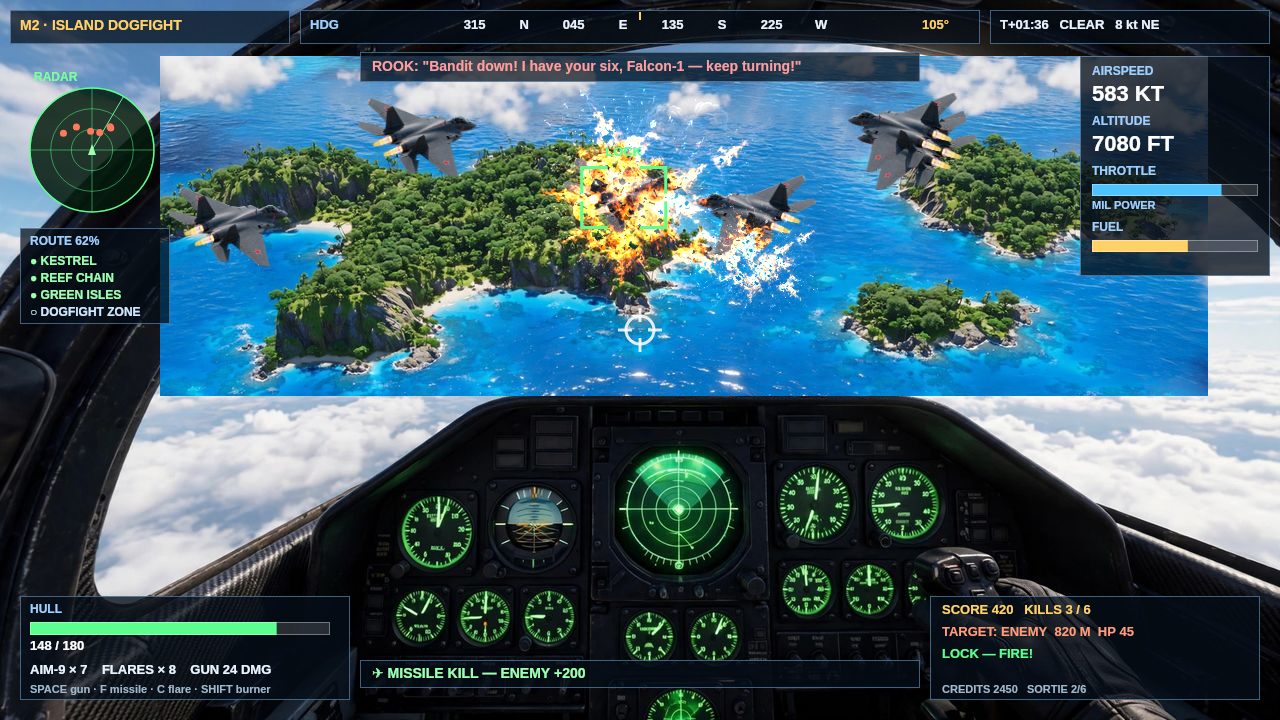 M2 · ISLAND DOGFIGHT
HDG 315 N 045 E 135 S 225 W 105°
T+01:36 CLEAR 8 kt NE
ROOK: "Bandit down! I have your six, Falcon-1 — keep turning!"
RADAR
AIRSPEED
583 KT
ALTITUDE
7080 FT
THROTTLE
MIL POWER
FUEL
ROUTE 62%
● KESTREL
● REEF CHAIN
● GREEN ISLES
○ DOGFIGHT ZONE
HULL
148 / 180
AIM-9 × 7 FLARES × 8 GUN 24 DMG
SPACE gun · F missile · C flare · SHIFT burner
✈ MISSILE KILL — ENEMY +200
SCORE 420 KILLS 3 / 6
TARGET: ENEMY 820 M HP 45
LOCK — FIRE!
CREDITS 2450 SORTIE 2/6